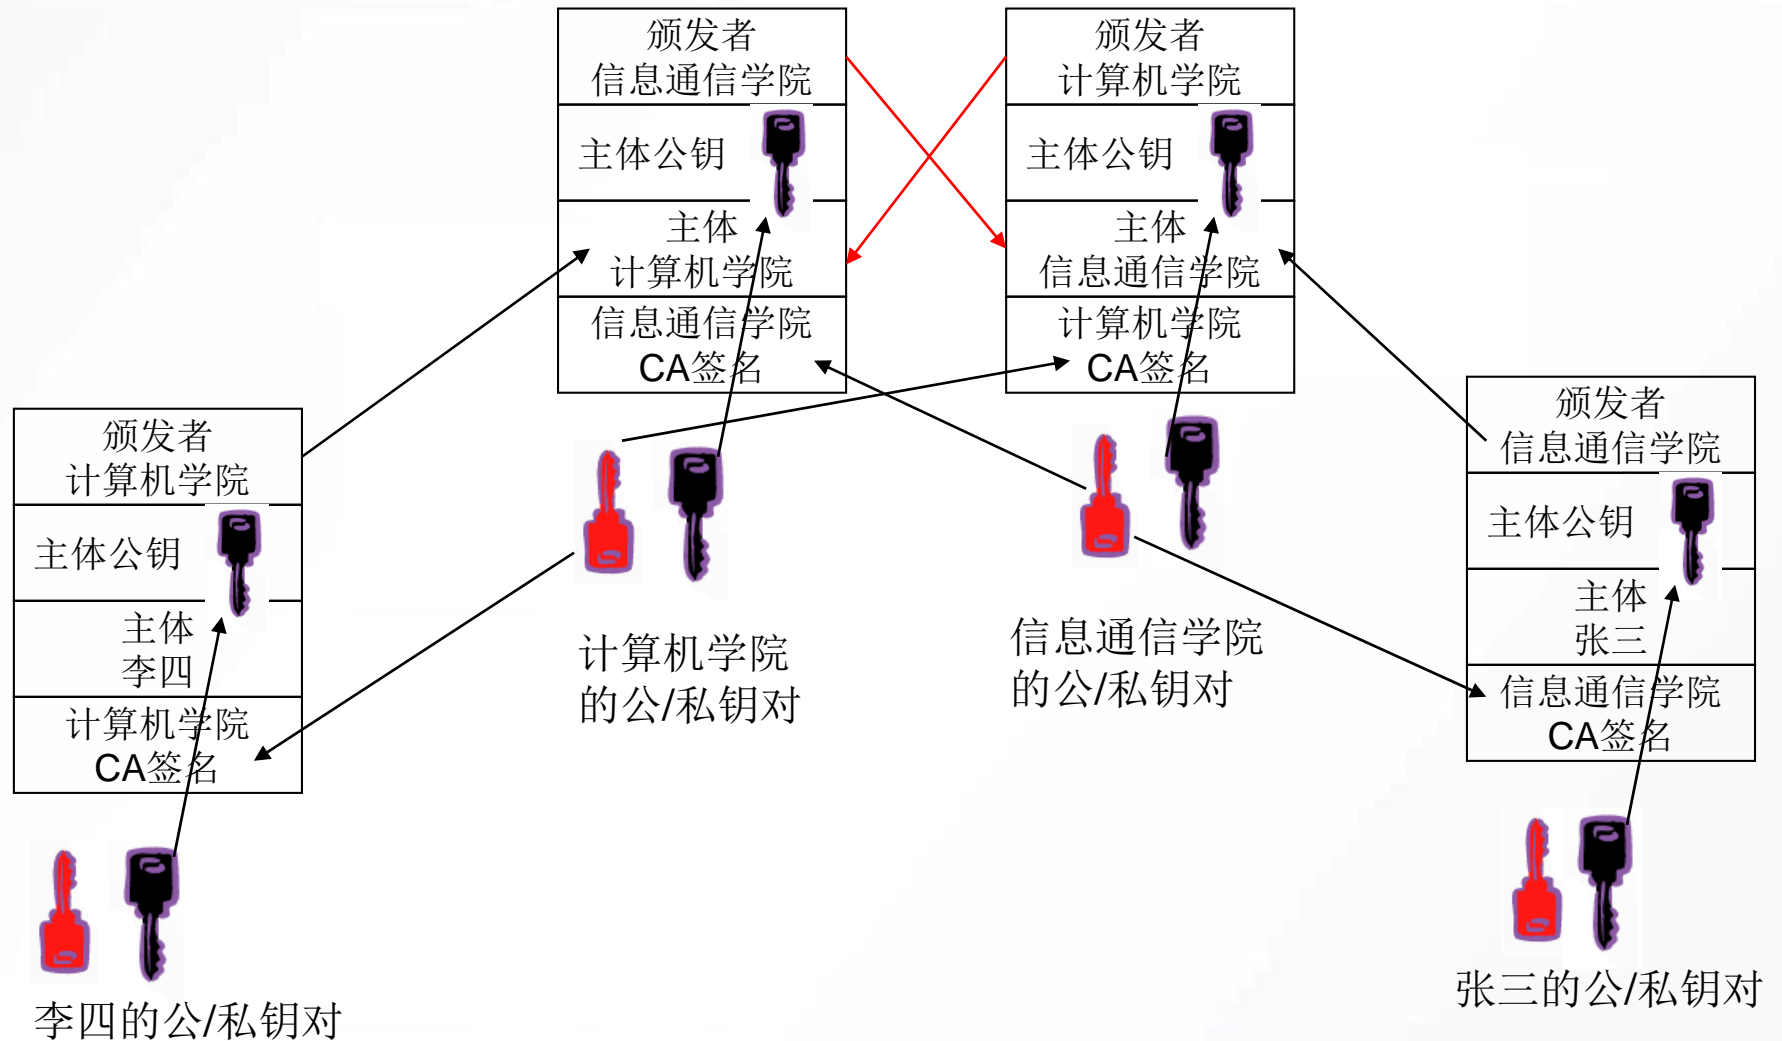 颁发者
信息通信学院
主体公钥
主体
计算机学院
信息通信学院
CA签名
颁发者
计算机学院
主体公钥
主体
信息通信学院
计算机学院
CA签名
颁发者
计算机学院
主体公钥
主体
李四
计算机学院
CA签名
颁发者
信息通信学院
主体公钥
主体
张三
信息通信学院
CA签名
计算机学院
的公/私钥对
信息通信学院
的公/私钥对
李四的公/私钥对
张三的公/私钥对